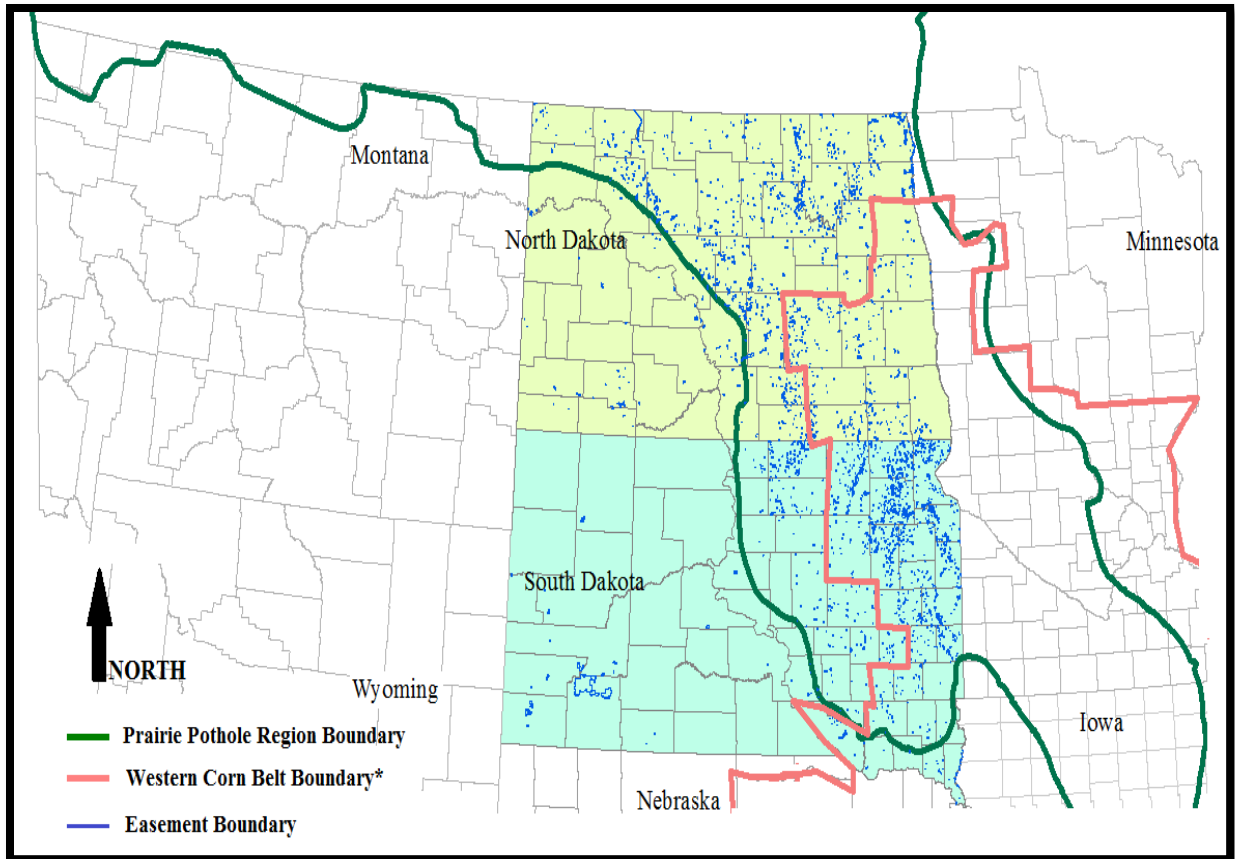 Montana
North Dakota
Minnesota
South Dakota
NORTH
Wyoming
Iowa
Prairie Pothole Region Boundary
Western Corn Belt Boundary*
Nebraska
Easement Boundary